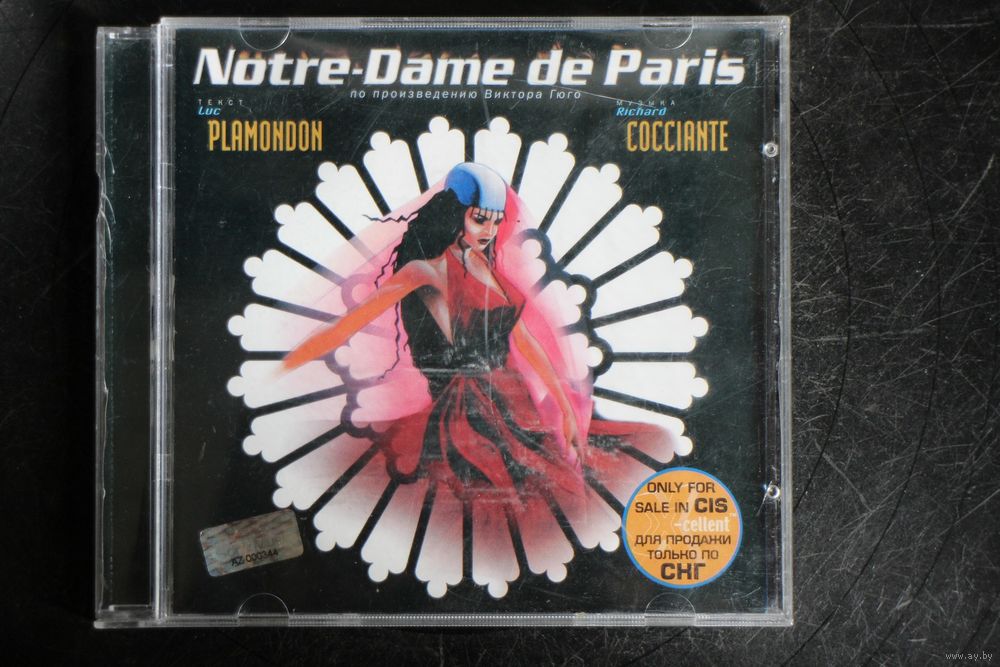 Notre-Dame de Paris
по произведению Виктора Гюго
ТЕКСТ
Luc
PLAMONDON
МУЗЫКА
Richard
COCCIANTE
ONLY FOR
SALE IN CIS
-cellent™
ДЛЯ ПРОДАЖИ
ТОЛЬКО ПО
СНГ
AZ 000344
www.ay.by